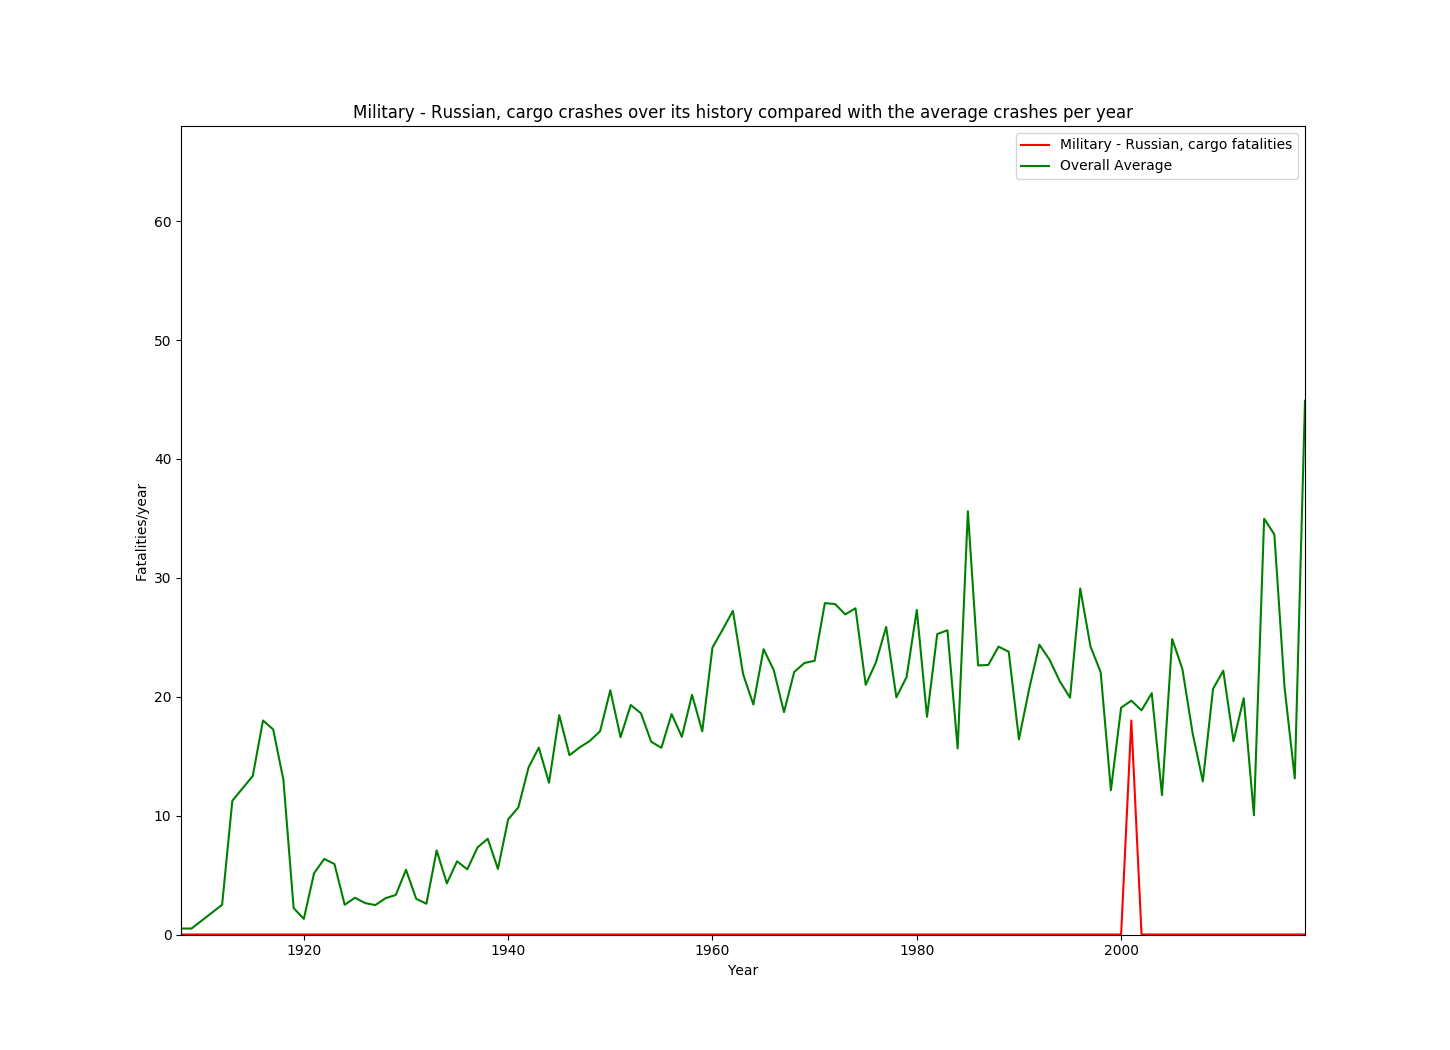 Military - Russian, cargo crashes over its history compared with the average crashes per year
Military - Russian, cargo fatalities
Overall Average
60
50
40
30
20
10
0
Fatalities/year
1920 1940 1960 1980 2000
Year